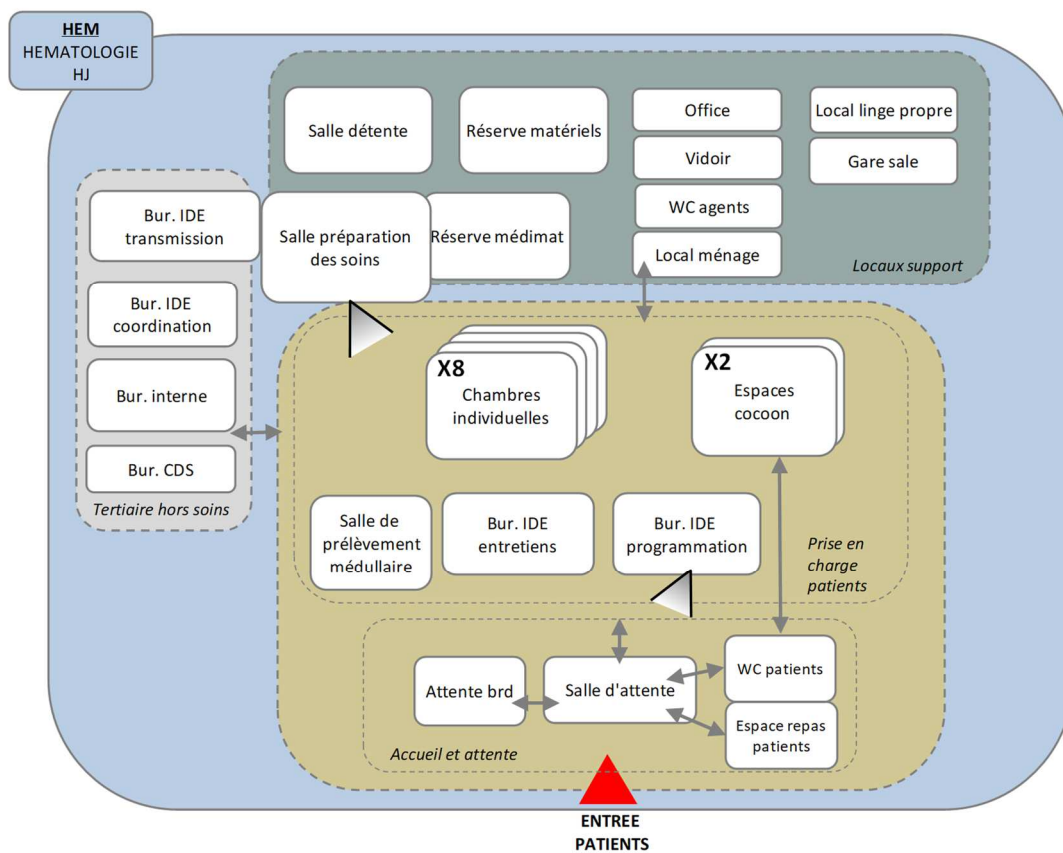 HEM
HEMATOLOGIE
HJ
Salle détente
Réserve matériels
Office
Vidoir
WC agents
Local ménage
Local linge propre
Gare sale
Locaux support
Bur. IDE
transmission
Salle préparation
des soins
Réserve médimat
Bur. IDE
coordination
Bur. interne
Bur. CDS
Tertiaire hors soins
X8
Chambres
individuelles
X2
Espaces
cocoon
Salle de
prélèvement
médullaire
Bur. IDE
entretiens
Bur. IDE
programmation
Prise en
charge
patients
Attente brd
Salle d'attente
WC patients
Espace repas
patients
Accueil et attente
ENTREE
PATIENTS